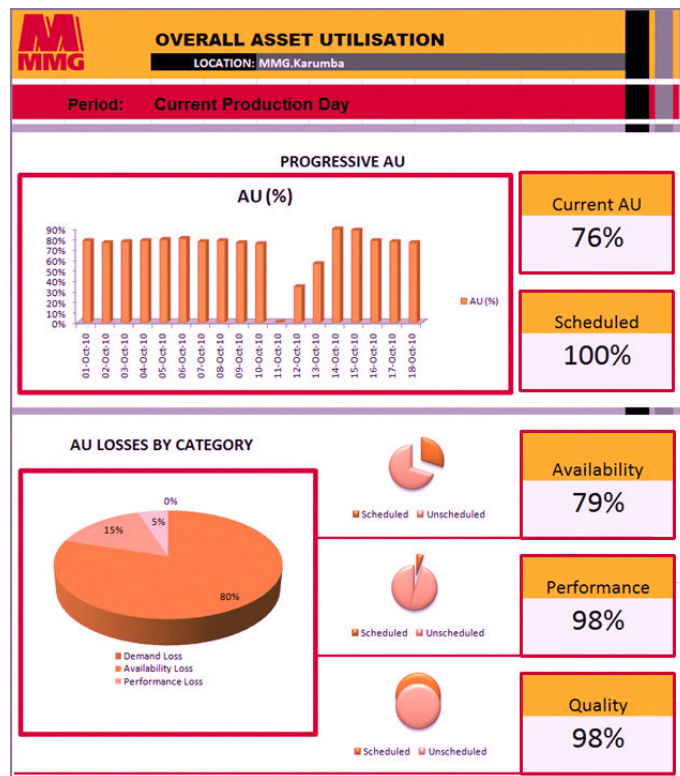 MMG
OVERALL ASSET UTILISATION
LOCATION: MMG.Karumba
Period: Current Production Day
PROGRESSIVE AU
AU (%)
90%
80%
70%
60%
50%
40%
30%
20%
10%
0%
01-Oct-10
02-Oct-10
03-Oct-10
04-Oct-10
05-Oct-10
06-Oct-10
07-Oct-10
08-Oct-10
09-Oct-10
10-Oct-10
11-Oct-10
12-Oct-10
13-Oct-10
14-Oct-10
15-Oct-10
16-Oct-10
17-Oct-10
18-Oct-10
AU (%)
Current AU
76%
Scheduled
100%
AU LOSSES BY CATEGORY
0%
5%
15%
80%
Demand Loss
Availability Loss
Performance Loss
Scheduled Unscheduled
Availability
79%
Scheduled Unscheduled
Performance
98%
Scheduled Unscheduled
Quality
98%